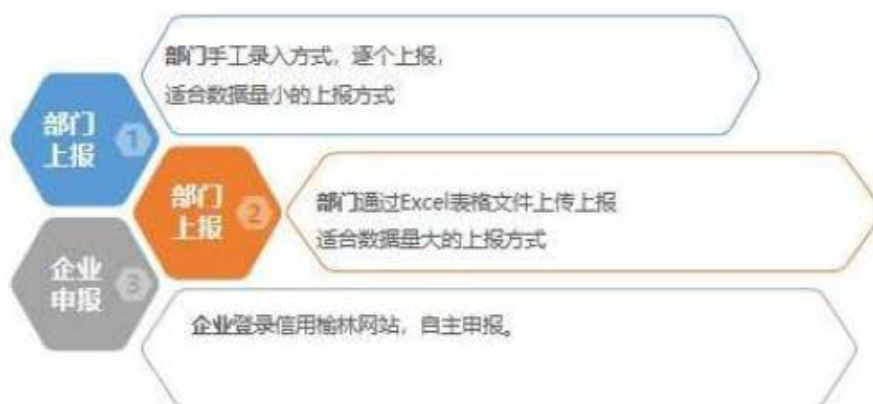 部门
上报
1
部门手工录入方式，逐个上报，
适合数据量小的上报方式
部门
上报
2
部门通过Excel表格文件上传上报
适合数据量大的上报方式
企业
申报
3
企业登录信用榆林网站，自主申报。